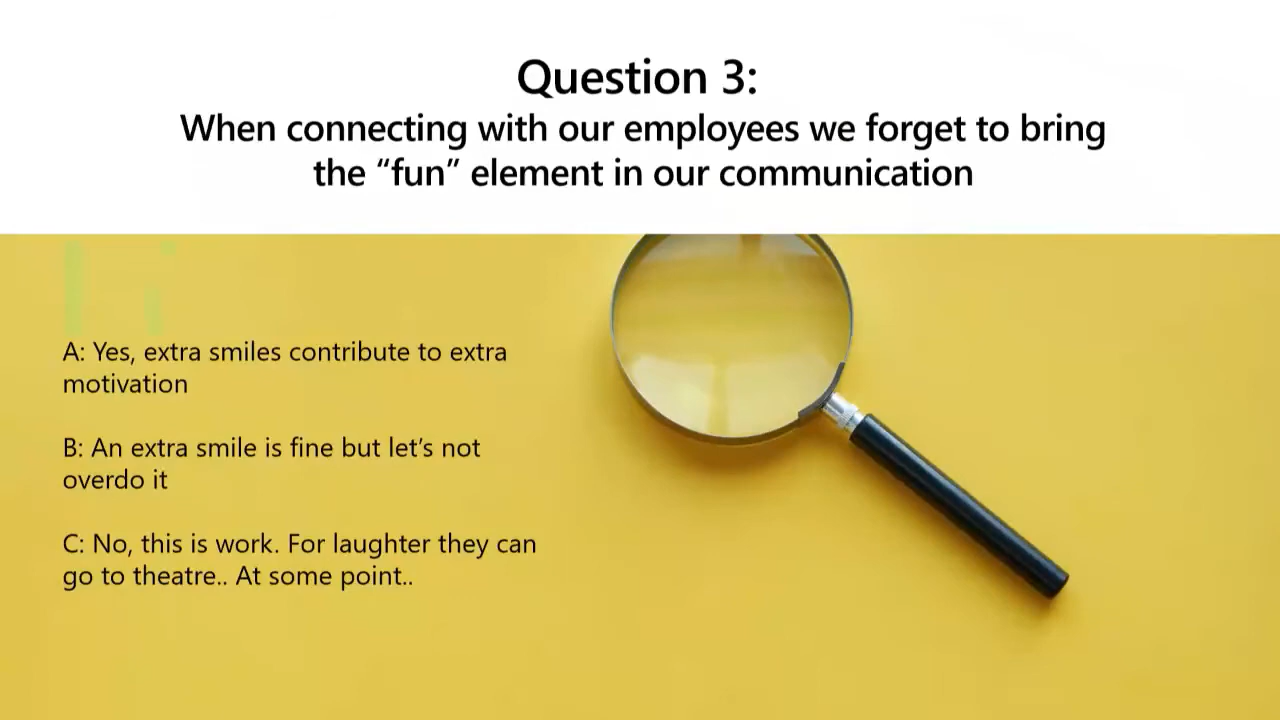 Question 3:
When connecting with our employees we forget to bring
the “fun” element in our communication
A: Yes, extra smiles contribute to extra
motivation
B: An extra smile is fine but let’s not
overdo it
C: No, this is work. For laughter they can
go to theatre.. At some point..